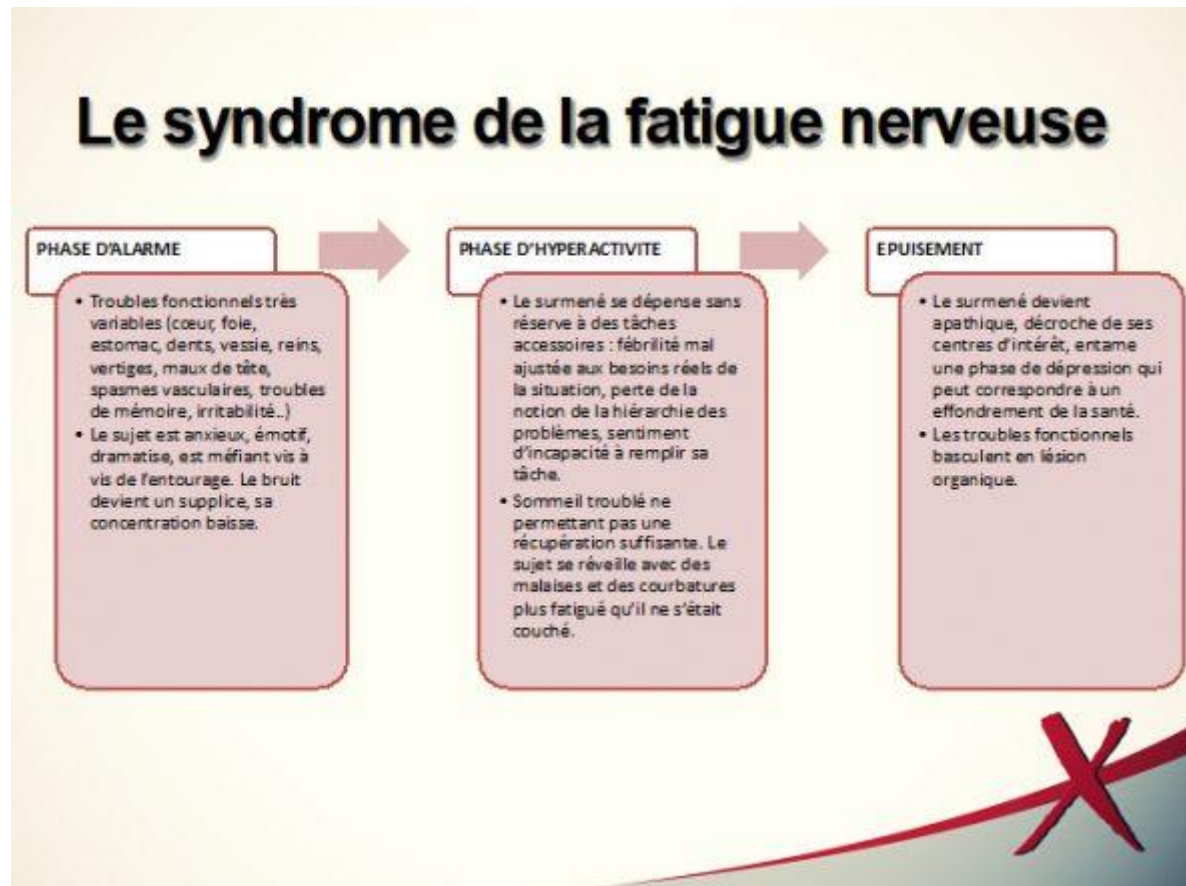 Le syndrome de la fatigue nerveuse
PHASE D'ALARME
• Troubles fonctionnels très
variables (cœur, foie,
estomac, dents, vessie, reins,
vertiges, maux de tête,
spasmes vasculaires, troubles
de mémoire, irritabilité..)
• Le sujet est anxieux, émotif,
dramatise, est méfiant vis à
vis de l'entourage. Le bruit
devient un supplice, sa
concentration baisse.
PHASE D'HYPERACTIVITE
• Le surmené se dépense sans
réserve à des tâches
accessoires : fébrilité mal
ajustée aux besoins réels de
la situation, perte de la
notion de la hiérarchie des
problèmes, sentiment
d'incapacité à remplir sa
tâche.
• Sommeil troublé ne
permettant pas une
récupération suffisante. Le
sujet se réveille avec des
malaises et des courbatures
plus fatigué qu'il ne s'était
couché.
EPUISEMENT
• Le surmené devient
apathique, décroche de ses
centres d'intérêt, entame
une phase de dépression qui
peut correspondre à un
effondrement de la santé.
• Les troubles fonctionnels
basculent en lésion
organique.